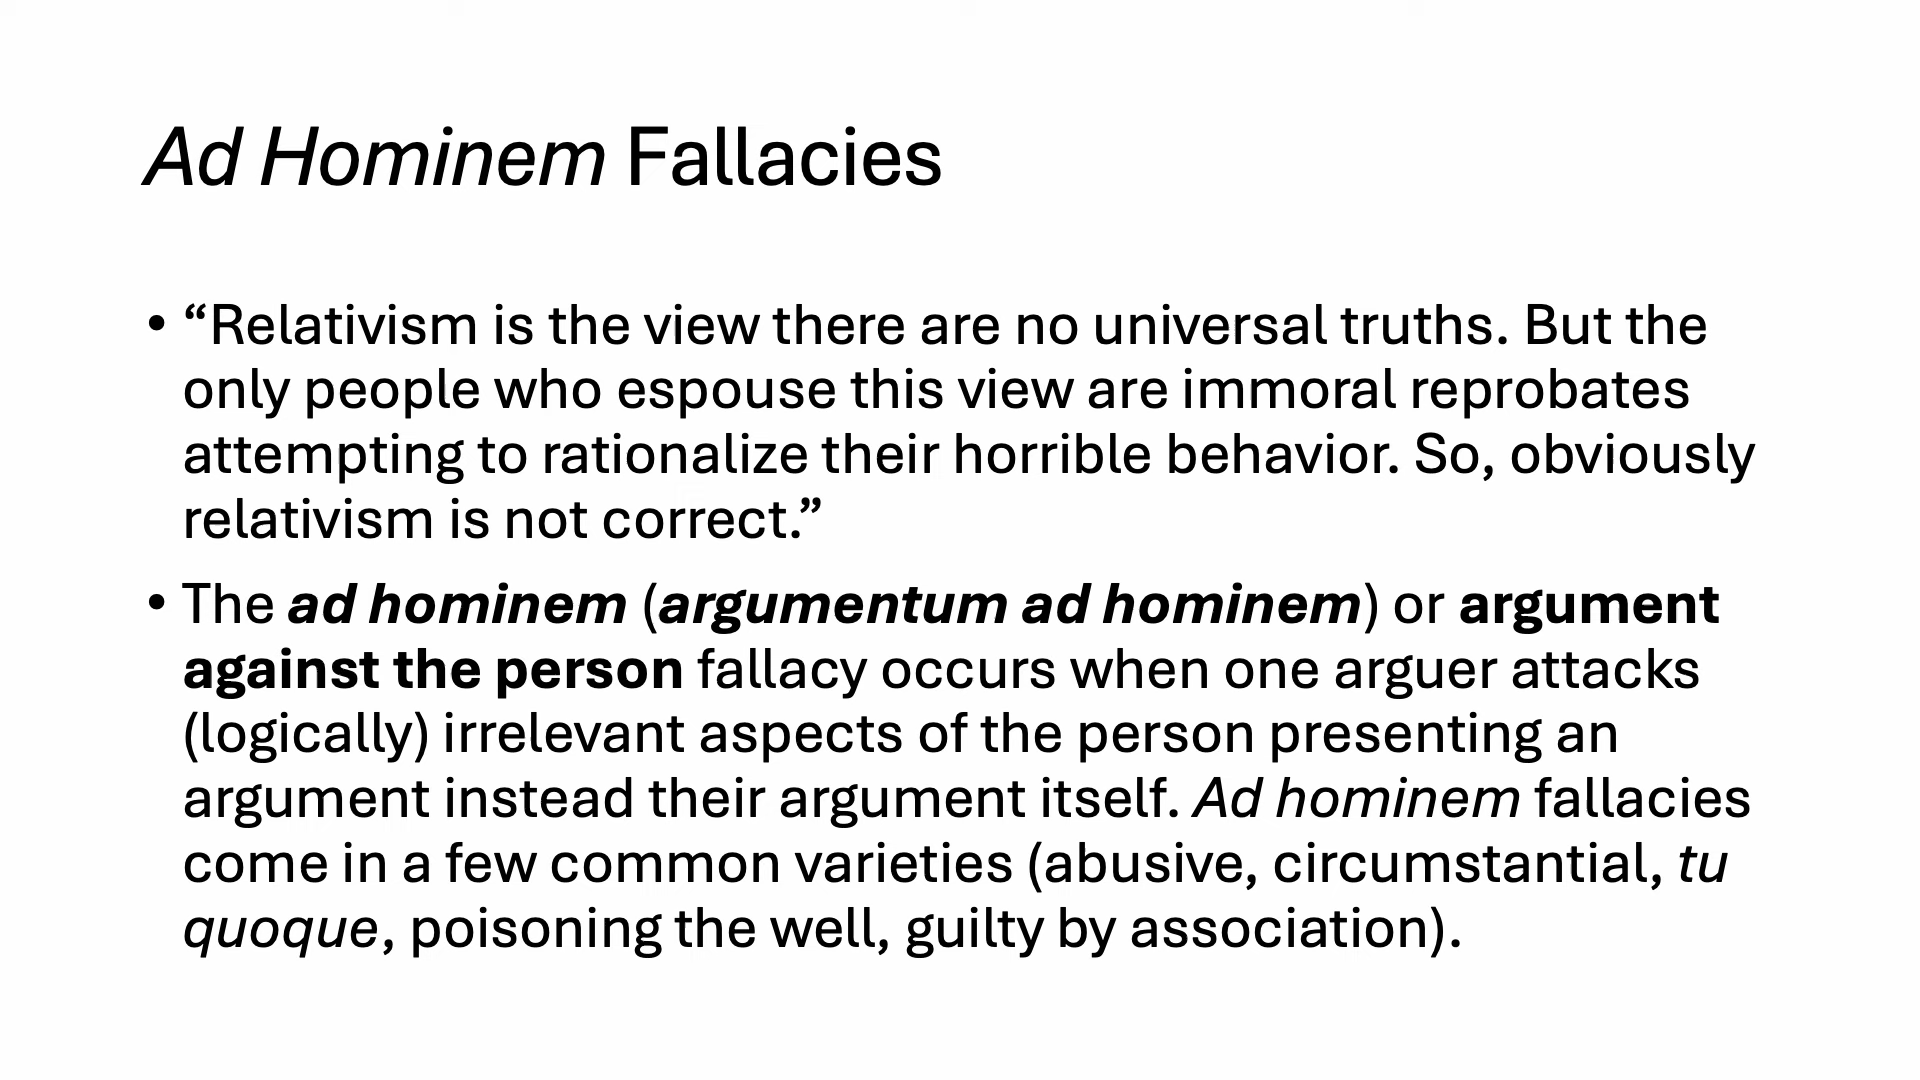 Ad Hominem Fallacies
• “Relativism is the view there are no universal truths. But the
only people who espouse this view are immoral reprobates
attempting to rationalize their horrible behavior. So, obviously
relativism is not correct.”
• The ad hominem (argumentum ad hominem) or argument
against the person fallacy occurs when one arguer attacks
(logically) irrelevant aspects of the person presenting an
argument instead their argument itself. Ad hominem fallacies
come in a few common varieties (abusive, circumstantial, tu
quoque, poisoning the well, guilty by association).